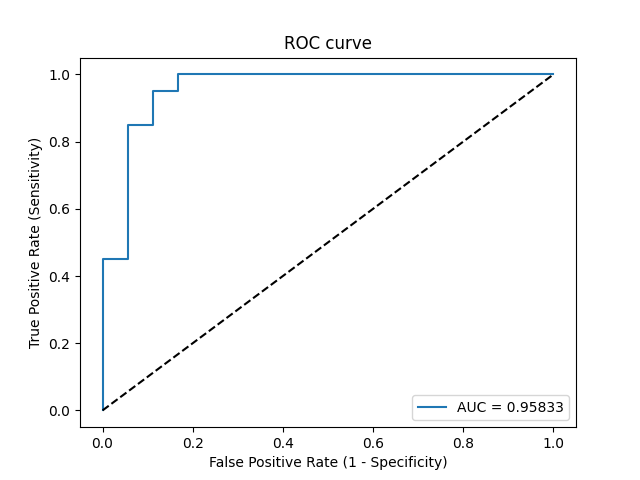 ROC curve
1.0
0.8
0.6
0.4
0.2
0.0
True Positive Rate (Sensitivity)
AUC = 0.95833
0.0 0.2 0.4 0.6 0.8 1.0
False Positive Rate (1 - Specificity)